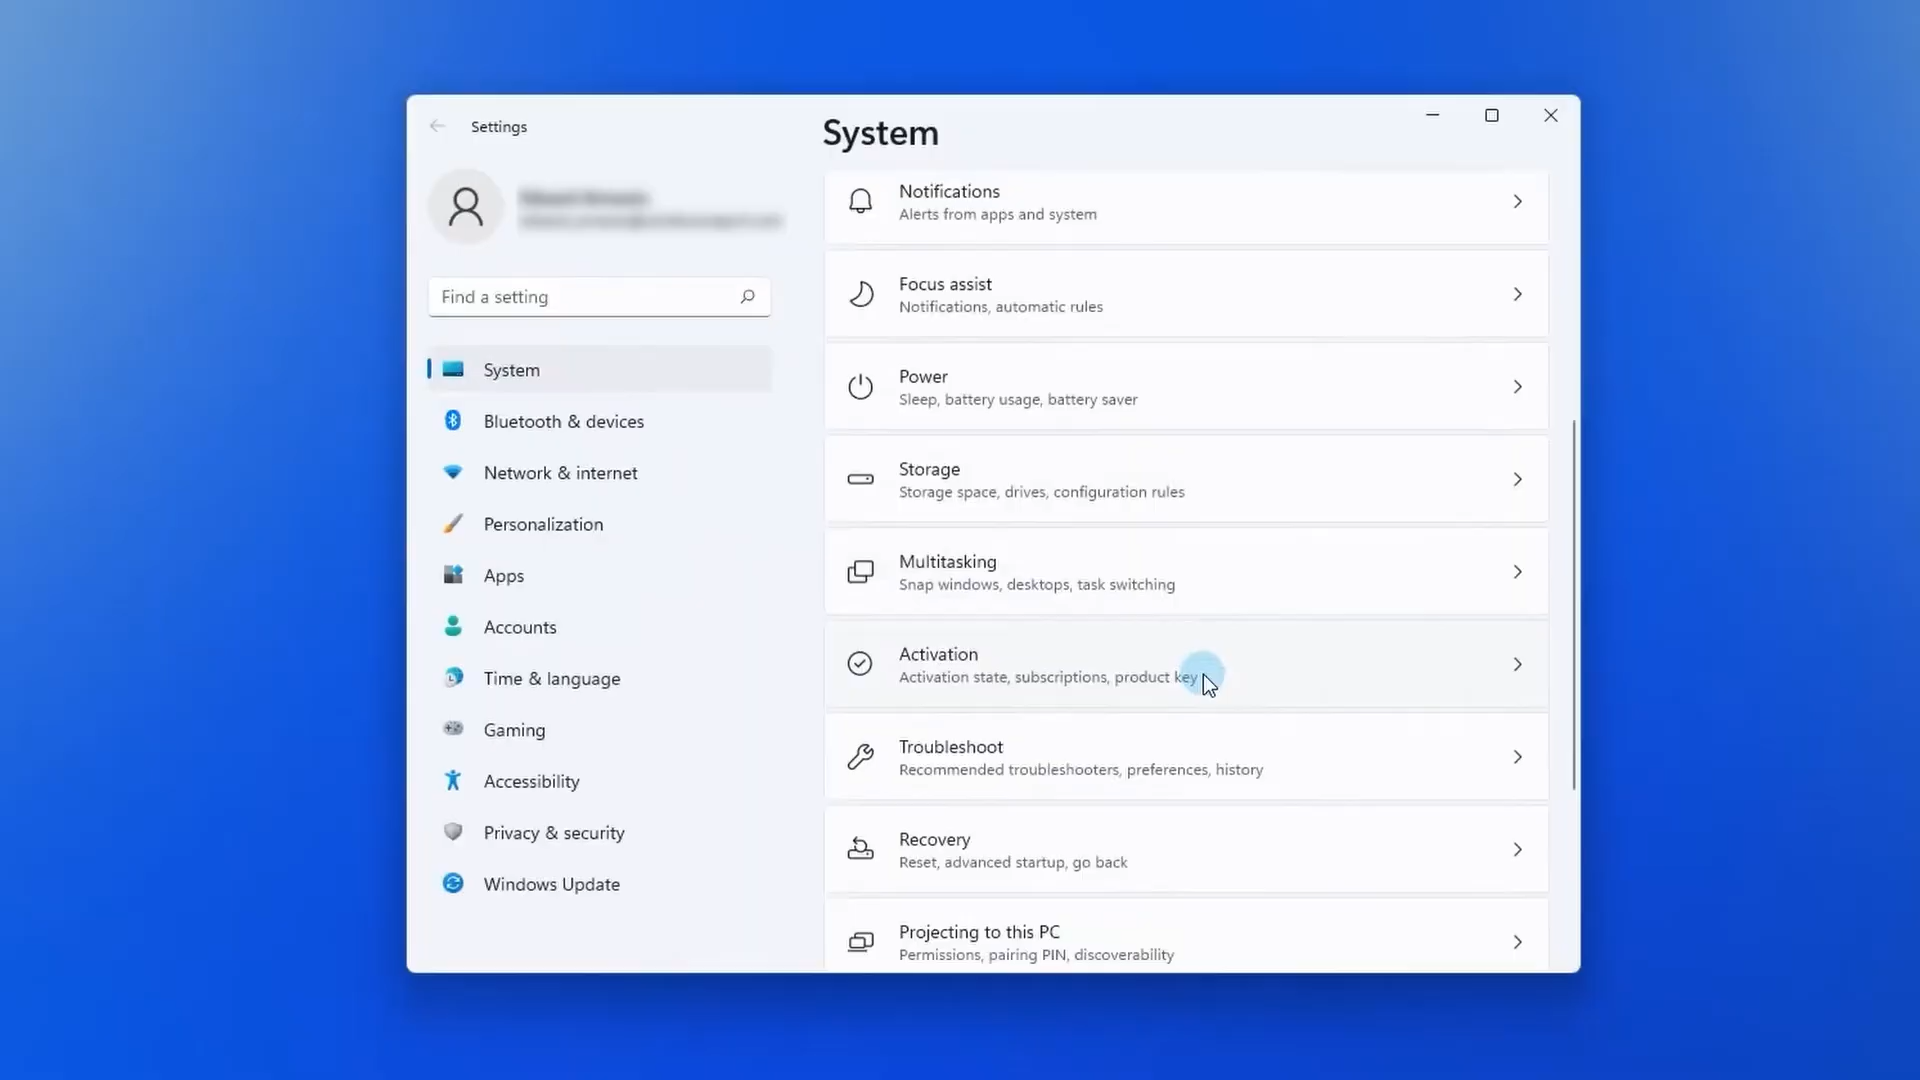 Settings
System
Find a setting
System
Bluetooth & devices
Network & internet
Personalization
Apps
Accounts
Time & language
Gaming
Accessibility
Privacy & security
Windows Update
Notifications
Alerts from apps and system
Focus assist
Notifications, automatic rules
Power
Sleep, battery usage, battery saver
Storage
Storage space, drives, configuration rules
Multitasking
Snap windows, desktops, task switching
Activation
Activation state, subscriptions, product key
Troubleshoot
Recommended troubleshooters, preferences, history
Recovery
Reset, advanced startup, go back
Projecting to this PC
Permissions, pairing PIN, discoverability